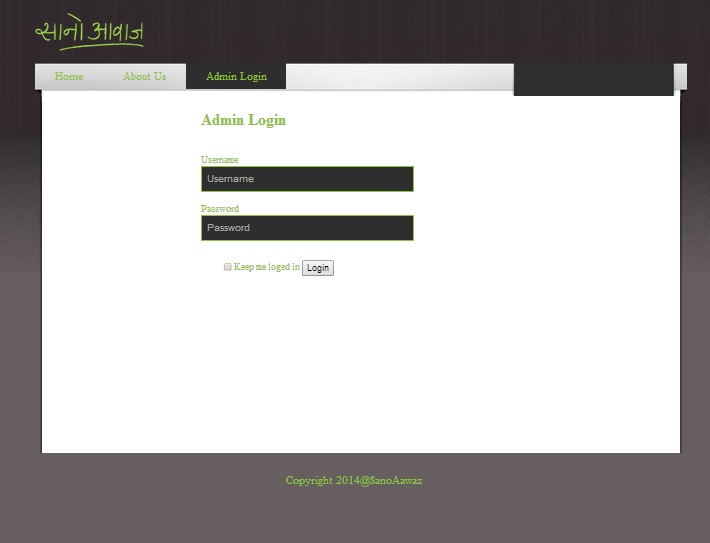 सानो आवाज
Home About Us Admin Login
Admin Login
Username
Username
Password
Password
Keep me loged in Login
Copyright 2014@SanoAawaz